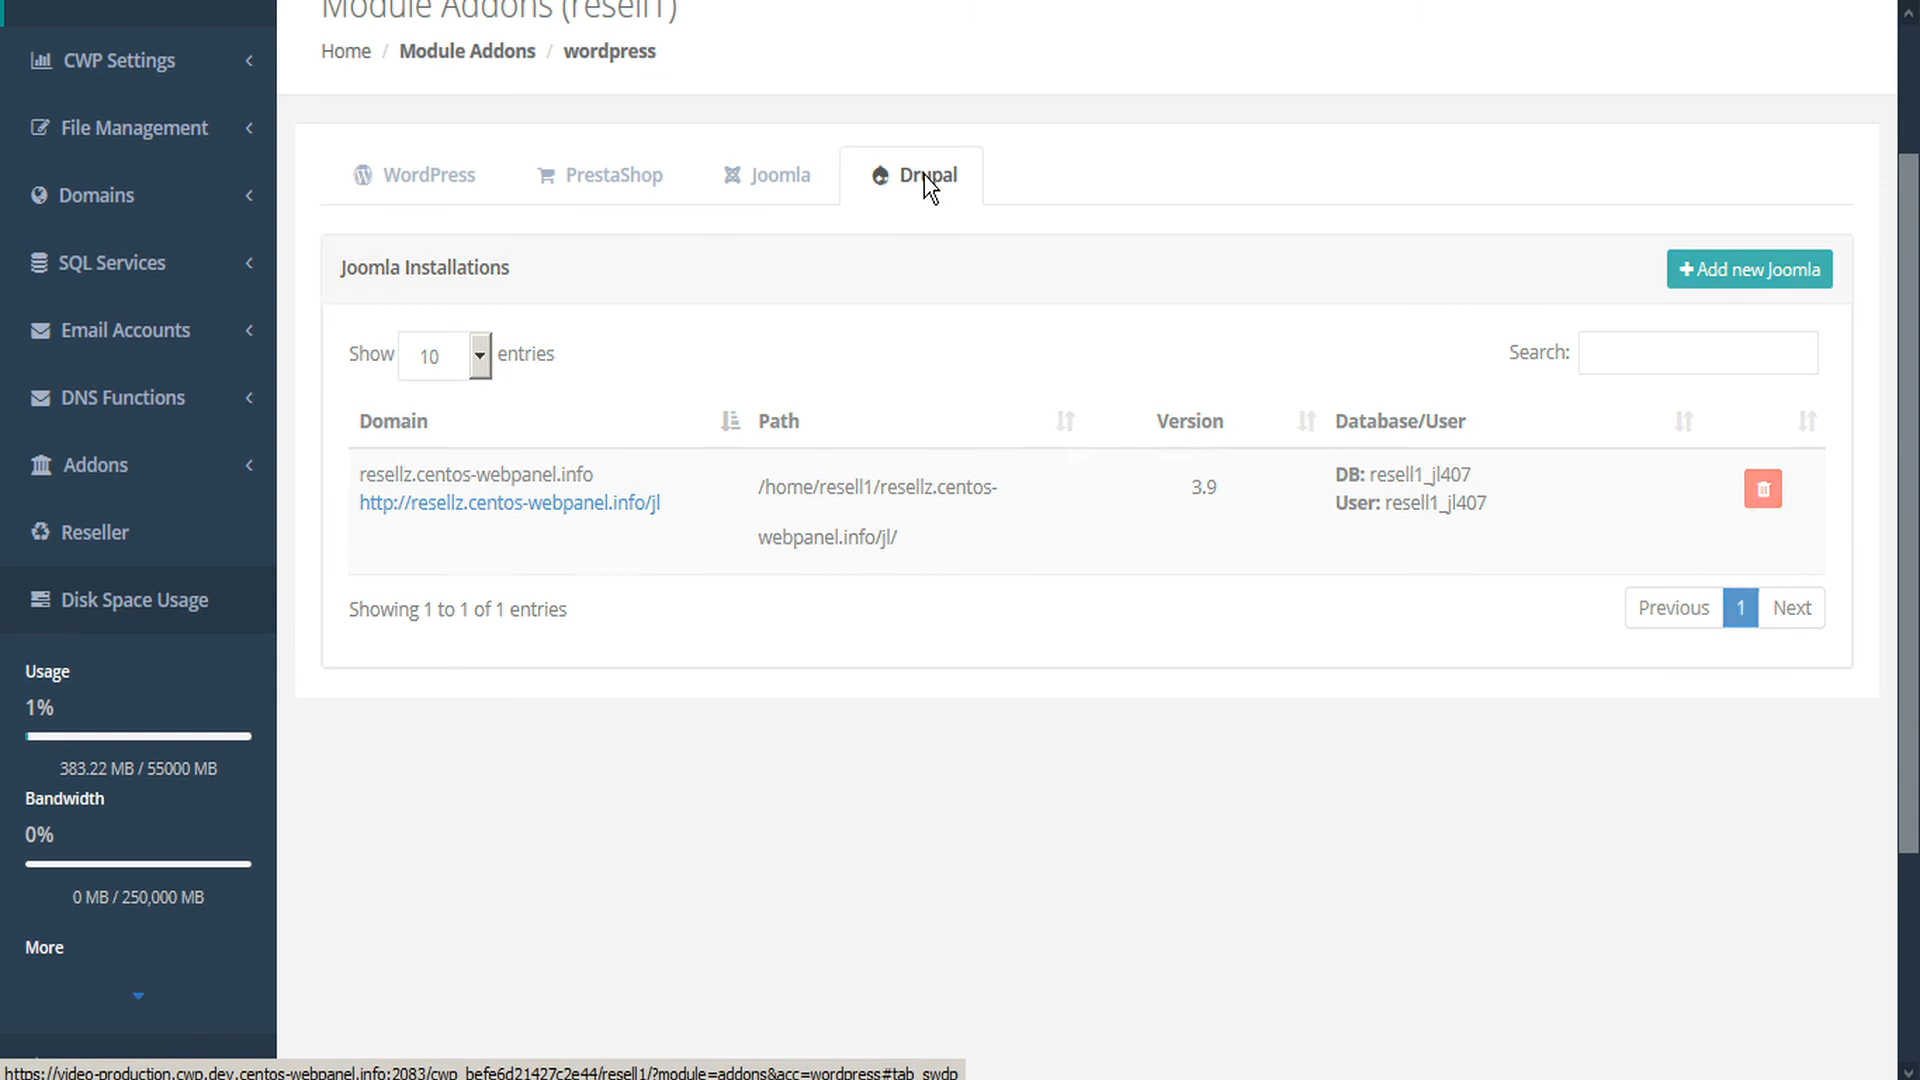 Module Addons (resell1)
Home / Module Addons / wordpress
CWP Settings
File Management
Domains
SQL Services
Email Accounts
DNS Functions
Addons
Reseller
Disk Space Usage
Usage
1%
383.22 MB / 55000 MB
Bandwidth
0%
0 MB / 250,000 MB
More
WordPress PrestaShop Joomla Drupal
Joomla Installations
Add new Joomla
Show 10 entries
Search:
Domain Path Version Database/User
resellz.centos-webpanel.info
http://resellz.centos-webpanel.info/jl
/home/resell1/resellz.centos-
webpanel.info/jl/
3.9
DB: resell1_jl407
User: resell1_jl407
Showing 1 to 1 of 1 entries
Previous 1 Next
https://video-production.cwp.dev.centos-webpanel.info:2083/cwp_befe6d21427c2e44/resell1/?module=addons&acc=wordpress#tab_swdp